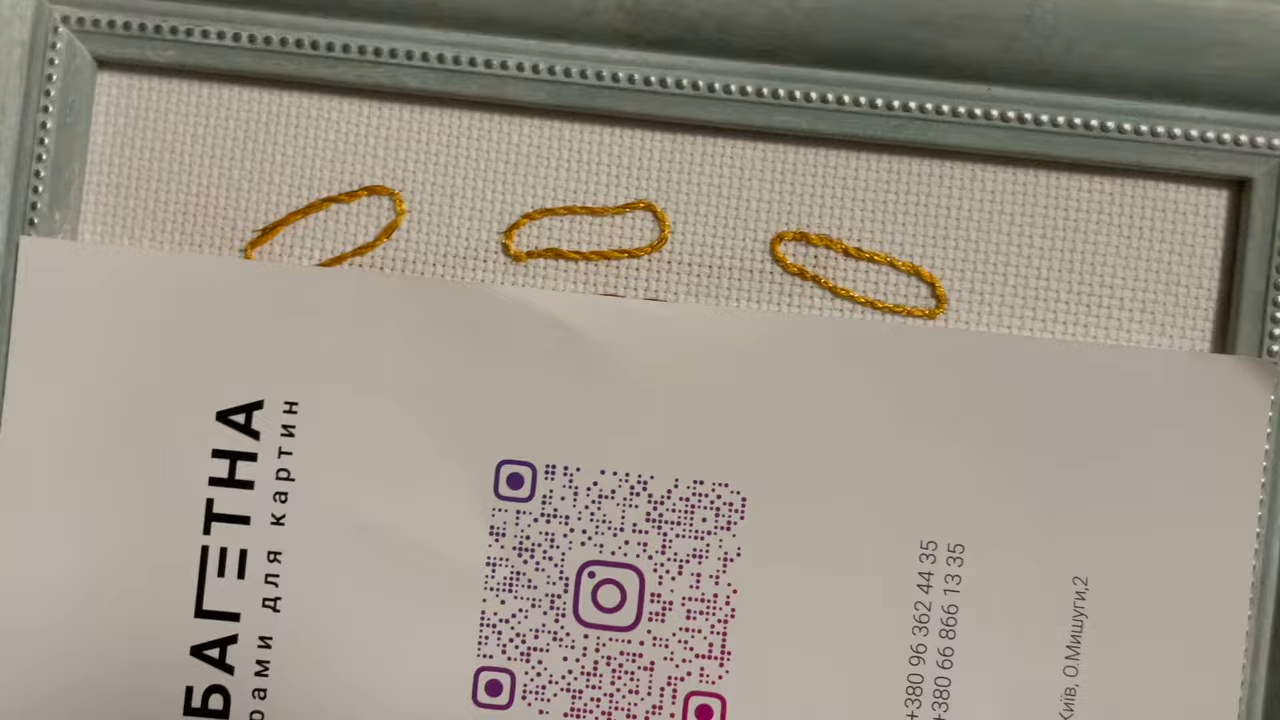 БАГЕТНА
рами для картин
+380 96 362 44 35
+380 66 866 13 35
Київ, О.Мишуги,2